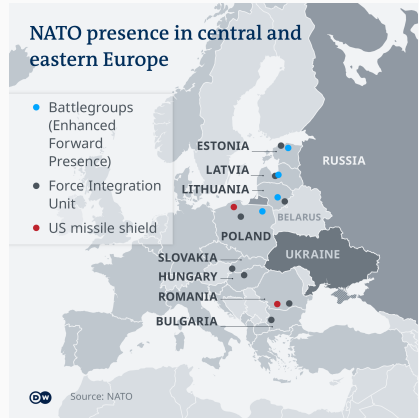 NATO presence in central and
eastern Europe
Battlegroups
(Enhanced
Forward
Presence)
Force Integration
Unit
US missile shield
ESTONIA
LATVIA
LITHUANIA
RUSSIA
BELARUS
POLAND
UKRAINE
SLOVAKIA
HUNGARY
ROMANIA
BULGARIA
DW
Source: NATO